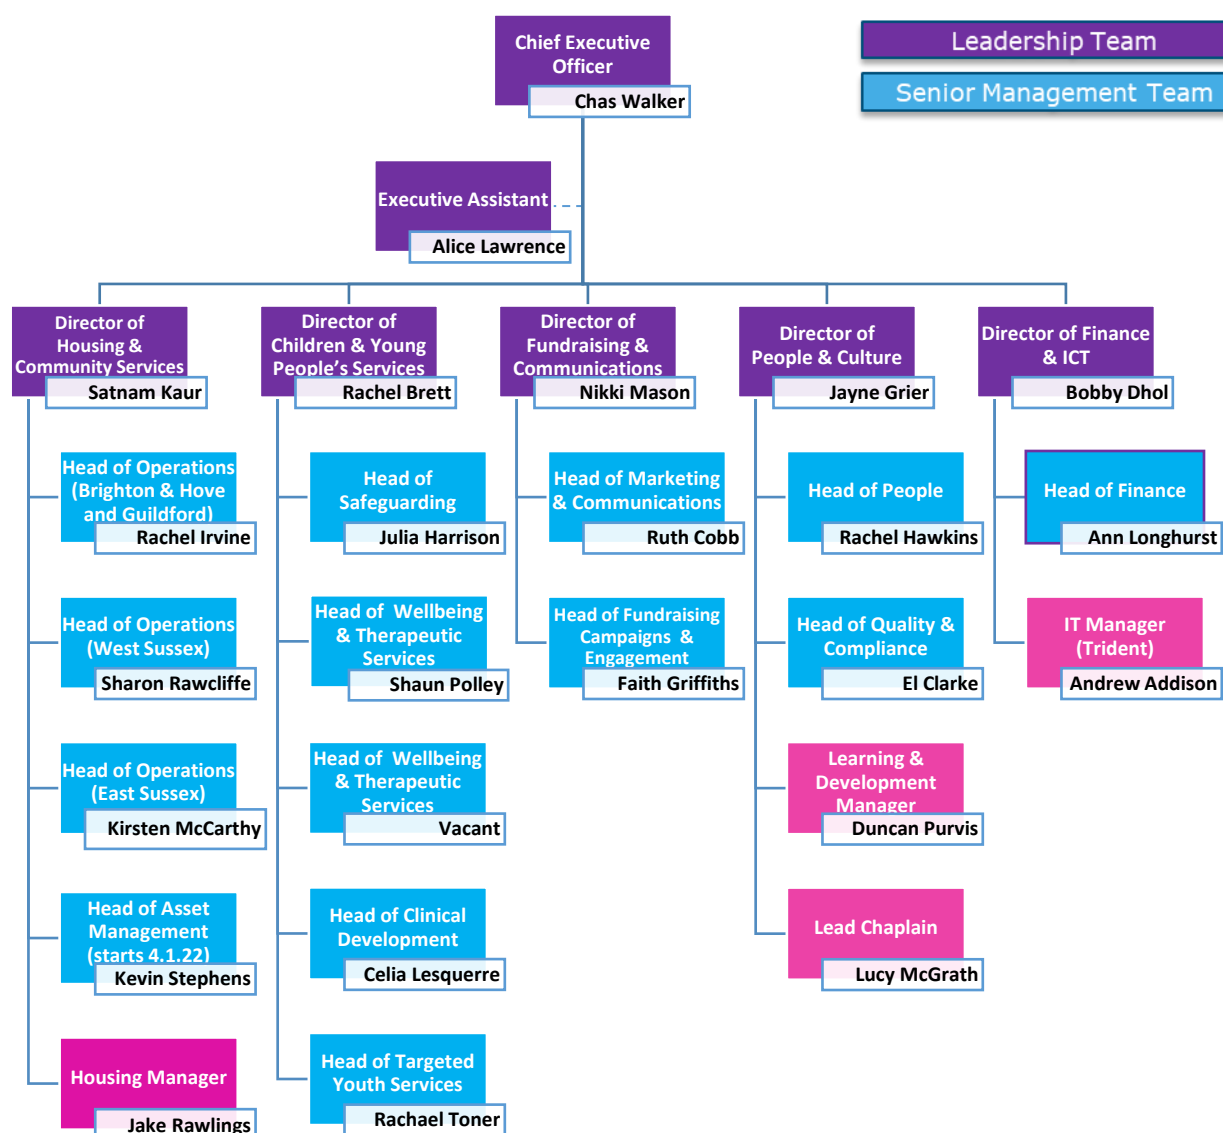 Chief Executive
Officer
Chas Walker
Leadership Team
Senior Management Team
Executive Assistant
Alice Lawrence
Director of
Housing &
Community Services
Satnam Kaur
Director of
Children & Young
People’s Services
Rachel Brett
Director of
Fundraising &
Communications
Nikki Mason
Director of
People & Culture
Jayne Grier
Director of Finance
& ICT
Bobby Dhol
Head of Operations
(Brighton & Hove
and Guildford)
Rachel Irvine
Head of
Safeguarding
Julia Harrison
Head of Marketing
& Communications
Ruth Cobb
Head of People
Rachel Hawkins
Head of Finance
Ann Longhurst
Head of Operations
(West Sussex)
Sharon Rawcliffe
Head of Wellbeing
& Therapeutic
Services
Shaun Polley
Head of Fundraising
Campaigns &
Engagement
Faith Griffiths
Head of Quality &
Compliance
El Clarke
IT Manager
(Trident)
Andrew Addison
Head of Operations
(East Sussex)
Kirsten McCarthy
Head of Wellbeing
& Therapeutic
Services
Vacant
Learning &
Development
Manager
Duncan Purvis
Head of Asset
Management
(starts 4.1.22)
Kevin Stephens
Head of Clinical
Development
Celia Lesquerre
Lead Chaplain
Lucy McGrath
Housing Manager
Jake Rawlings
Head of Targeted
Youth Services
Rachael Toner